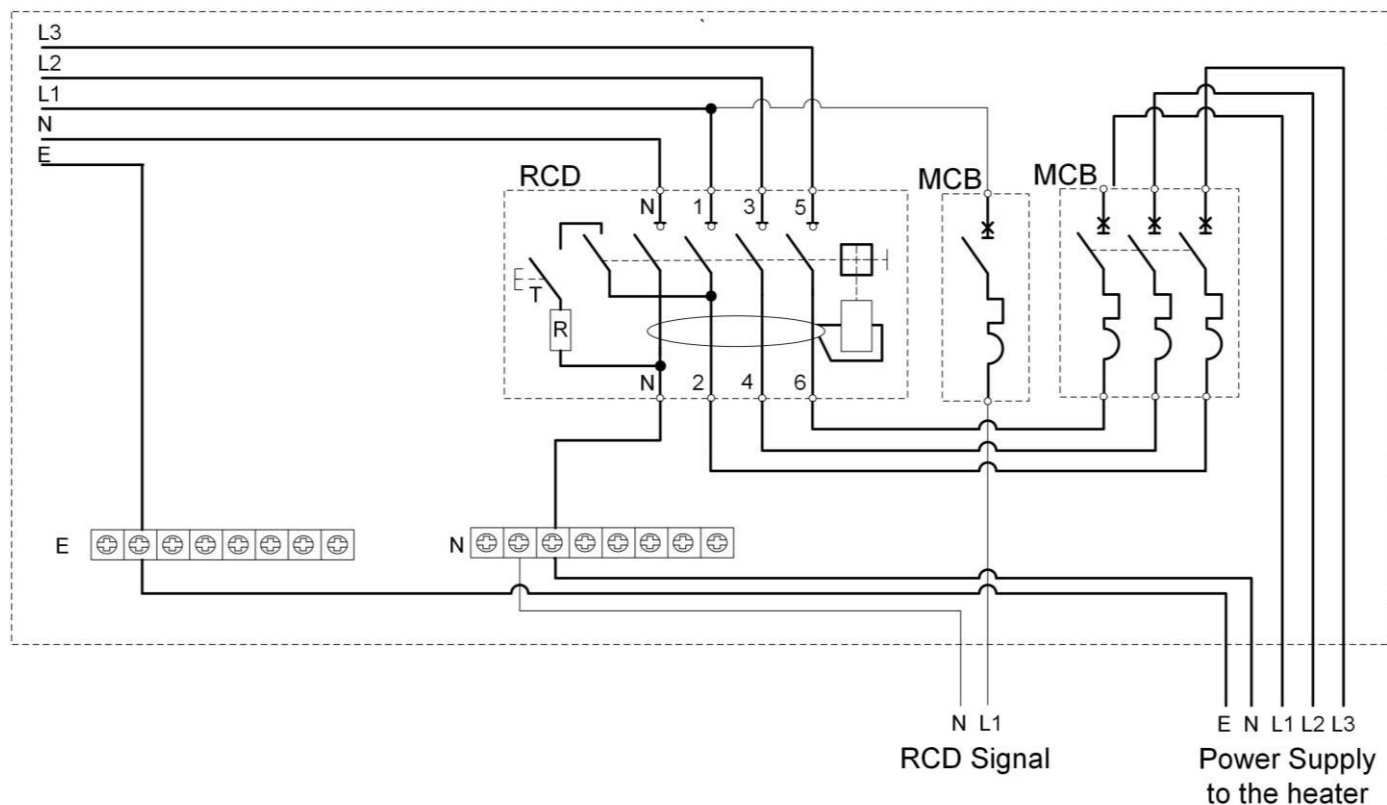 L3
L2
L1
N
E
RCD
MCB
MCB
N 1 3 5
T
R
N 2 4 6
E
N
N L1
RCD Signal
E N L1 L2 L3
Power Supply
to the heater